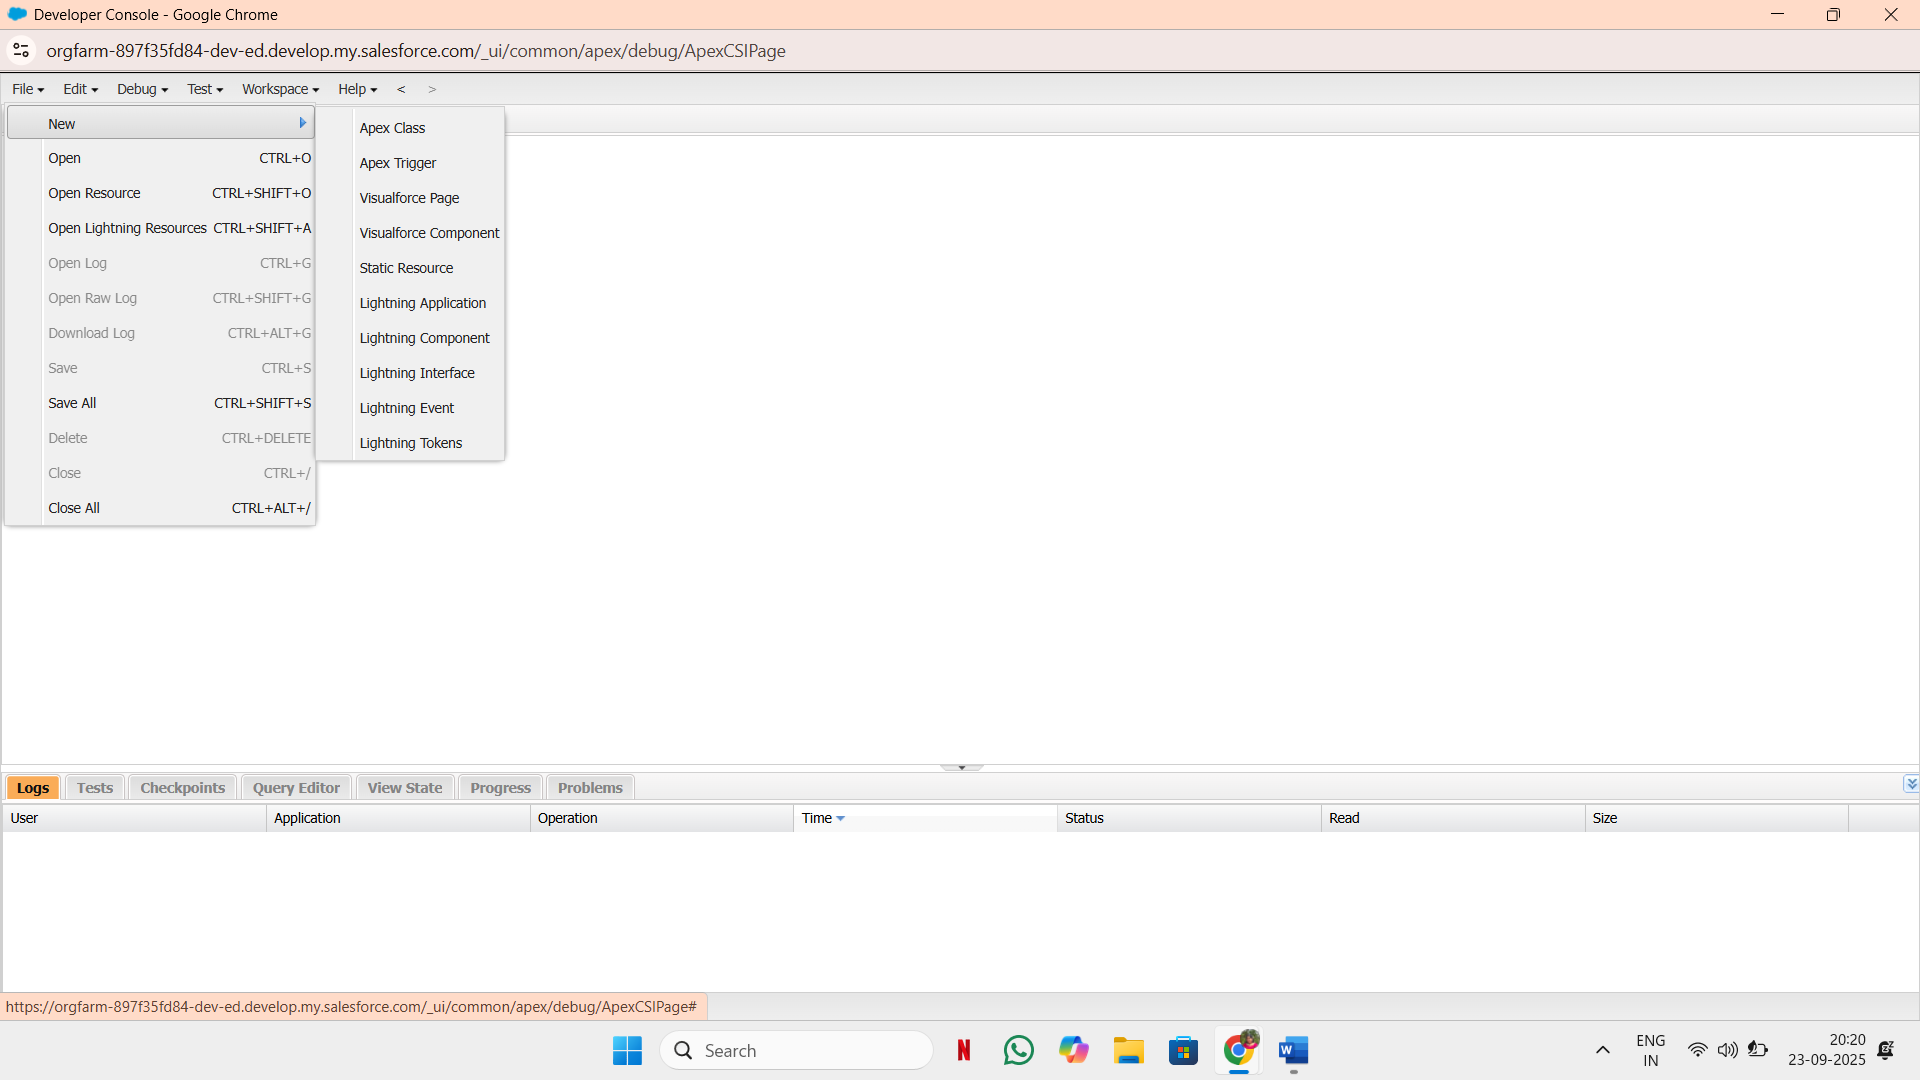 Developer Console - Google Chrome
orgfarm-897f35fd84-dev-ed.develop.my.salesforce.com/_ui/common/apex/debug/ApexCSIPage
File Edit Debug Test Workspace Help < >
New
Open CTRL+O
Open Resource CTRL+SHIFT+O
Open Lightning Resources CTRL+SHIFT+A
Open Log CTRL+G
Open Raw Log CTRL+SHIFT+G
Download Log CTRL+ALT+G
Save CTRL+S
Save All CTRL+SHIFT+S
Delete CTRL+DELETE
Close CTRL+/
Close All CTRL+ALT+/
Apex Class
Apex Trigger
Visualforce Page
Visualforce Component
Static Resource
Lightning Application
Lightning Component
Lightning Interface
Lightning Event
Lightning Tokens
Logs Tests Checkpoints Query Editor View State Progress Problems
User Application Operation Time Status Read Size
https://orgfarm-897f35fd84-dev-ed.develop.my.salesforce.com/_ui/common/apex/debug/ApexCSIPage#
Search
N
W
ENG
IN
20:20
23-09-2025